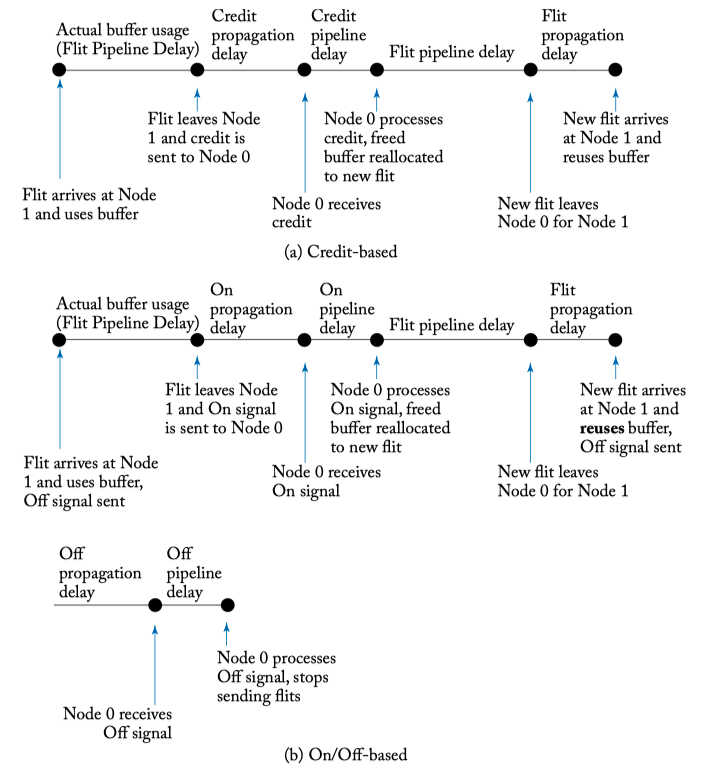 Actual buffer usage
(Flit Pipeline Delay)
Credit
propagation
delay
Credit
pipeline
delay
Flit pipeline delay
Flit
propagation
delay
Flit arrives at Node
1 and uses buffer
Flit leaves Node
1 and credit is
sent to Node 0
Node 0 receives
credit
Node 0 processes
credit, freed
buffer reallocated
to new flit
New flit leaves
Node 0 for Node 1
New flit arrives
at Node 1 and
reuses buffer
(a) Credit-based
Actual buffer usage
(Flit Pipeline Delay)
On
propagation
delay
On
pipeline
delay
Flit pipeline delay
Flit
propagation
delay
Flit arrives at Node
1 and uses buffer,
Off signal sent
Flit leaves Node
1 and On signal
is sent to Node 0
Node 0 receives
On signal
Node 0 processes
On signal, freed
buffer reallocated
to new flit
New flit leaves
Node 0 for Node 1
New flit arrives
at Node 1 and
reuses buffer,
Off signal sent
Off
propagation
delay
Off
pipeline
delay
Node 0 receives
Off signal
Node 0 processes
Off signal, stops
sending flits
(b) On/Off-based